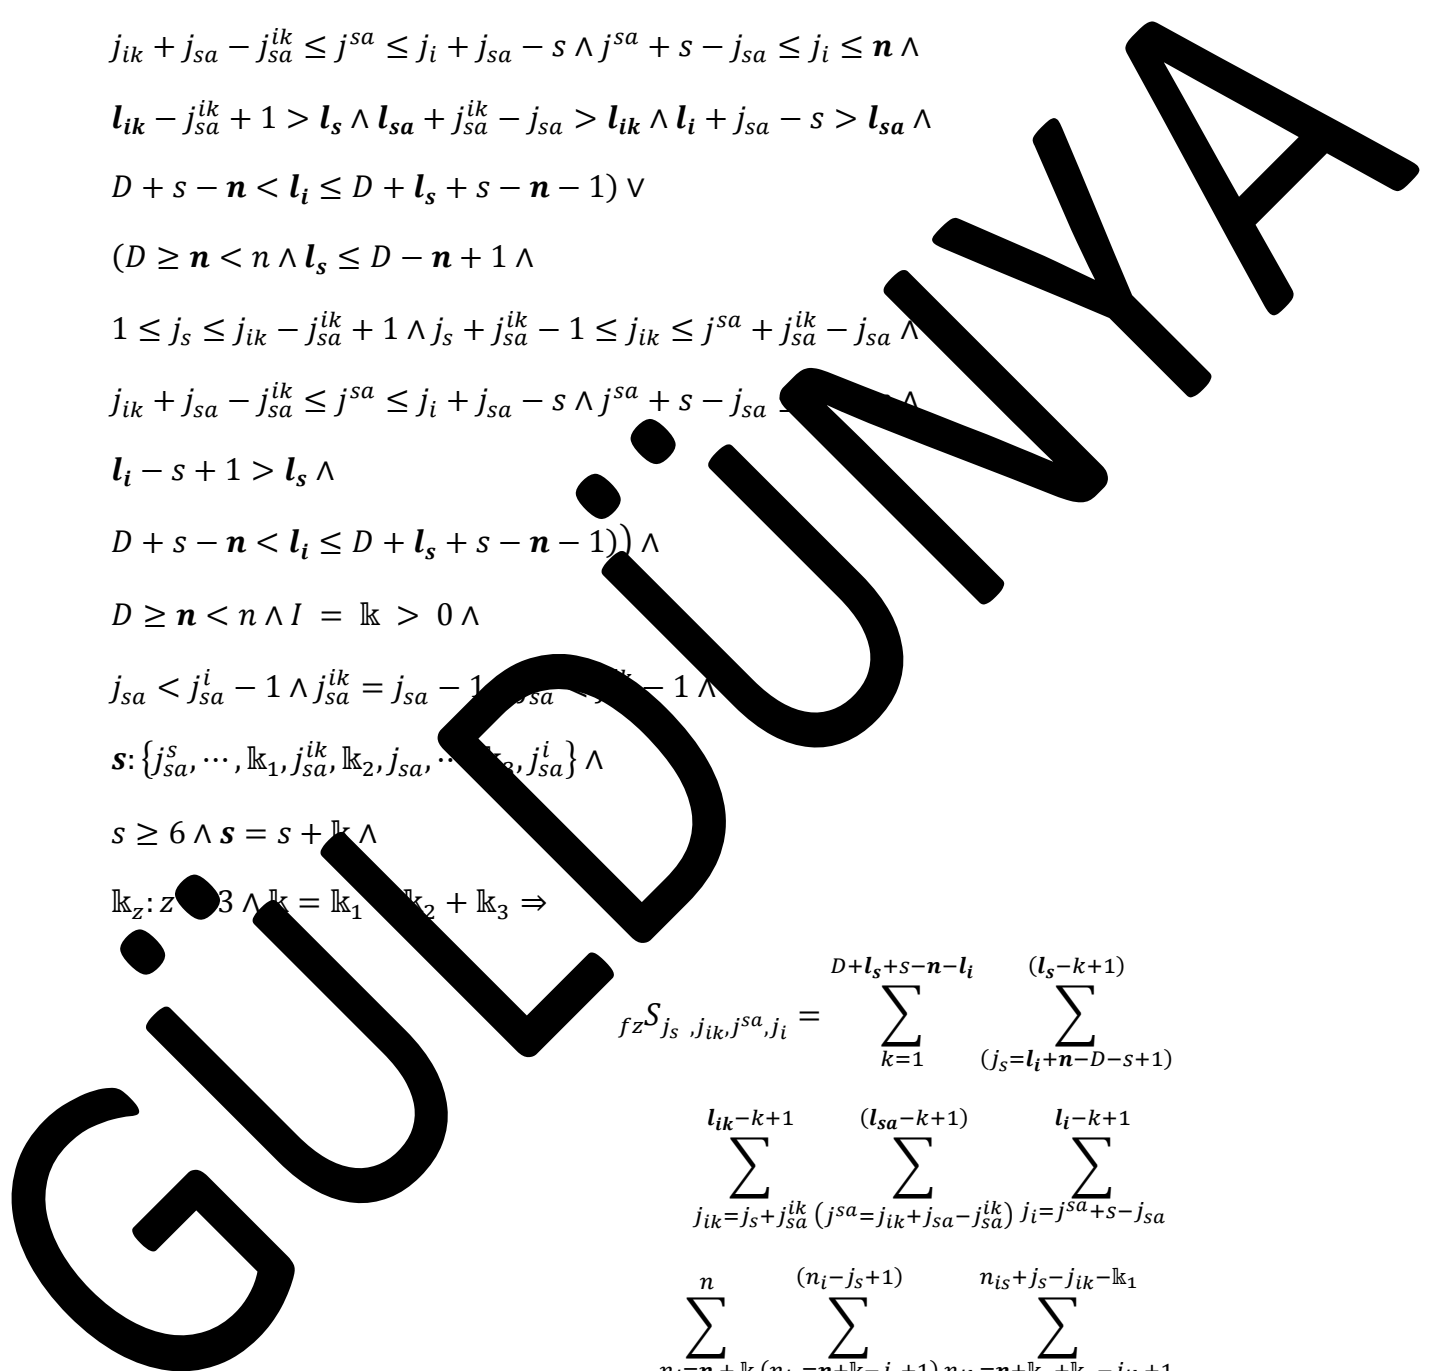 j_{ik} + j_{sa} − j_{sa}^{ik} ≤ j^{sa} ≤ j_i + j_{sa} − s ∧ j^{sa} + s − j_{sa} ≤ j_i ≤ 𝒏 ∧
𝒍_{𝒊𝒌} − j_{sa}^{ik} + 1 > 𝒍_𝒔 ∧ 𝒍_{𝒔𝒂} + j_{sa}^{ik} − j_{sa} > 𝒍_{𝒊𝒌} ∧ 𝒍_𝒊 + j_{sa} − s > 𝒍_{𝒔𝒂} ∧
D + s − 𝒏 < 𝒍_𝒊 ≤ D + 𝒍_𝒔 + s − 𝒏 − 1) ∨
(D ≥ 𝒏 < n ∧ 𝒍_𝒔 ≤ D − 𝒏 + 1 ∧
1 ≤ j_s ≤ j_{ik} − j_{sa}^{ik} + 1 ∧ j_s + j_{sa}^{ik} − 1 ≤ j_{ik} ≤ j^{sa} + j_{sa}^{ik} − j_{sa} ∧
j_{ik} + j_{sa} − j_{sa}^{ik} ≤ j^{sa} ≤ j_i + j_{sa} − s ∧ j^{sa} + s − j_{sa} ∧
𝒍_𝒊 − s + 1 > 𝒍_𝒔 ∧
D + s − 𝒏 < 𝒍_𝒊 ≤ D + 𝒍_𝒔 + s − 𝒏 − 1)) ∧
D ≥ 𝒏 < n ∧ I = 𝕜 > 0 ∧
j_{sa} < j_{sa}^{i} − 1 ∧ j_{sa}^{ik} = j_{sa} − 1 − 1 ∧
𝒔: {j_{sa}^{s}, ⋯ , 𝕜_1, j_{sa}^{ik}, 𝕜_2, j_{sa}, , j_{sa}^{i}} ∧
s ≥ 6 ∧ 𝒔 = s + 𝕜 ∧
𝕜_z: z 3 ∧ 𝕜 = 𝕜_1 𝕜_2 + 𝕜_3 ⇒
_{fz}S_{j_s ,j_{ik},j^{sa},j_i} = ∑_{k=1}^{D+𝒍_𝒔+s−𝒏−𝒍_𝒊} ∑_{(j_s=𝒍_𝒊+𝒏−D−s+1)}^{(𝒍_𝒔−k+1)}
∑_{j_{ik}=j_s+j_{sa}^{ik}}^{𝒍_{𝒊𝒌}−k+1} ∑_{(j^{sa}=j_{ik}+j_{sa}−j_{sa}^{ik})}^{(𝒍_{𝒔𝒂}−k+1)} ∑_{j_i=j^{sa}+s−j_{sa}}^{𝒍_𝒊−k+1}
∑^{n} ∑^{(n_i−j_s+1)} ∑^{n_{is}+j_s−j_{ik}−𝕜_1}
GÜLDÜNYA